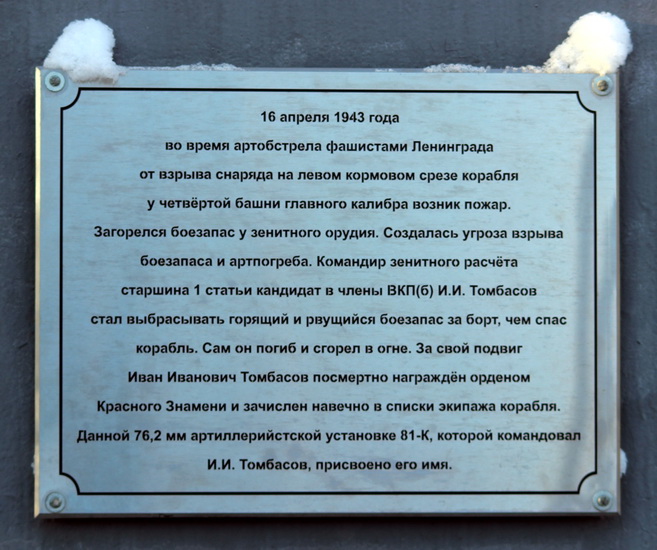 16 апреля 1943 года
во время артобстрела фашистами Ленинграда
от взрыва снаряда на левом кормовом срезе корабля
у четвёртой башни главного калибра возник пожар.
Загорелся боезапас у зенитного орудия. Создалась угроза взрыва
боезапаса и артпогреба. Командир зенитного расчёта
старшина 1 статьи кандидат в члены ВКП(б) И.И. Томбасов
стал выбрасывать горящий и рвущийся боезапас за борт, чем спас
корабль. Сам он погиб и сгорел в огне. За свой подвиг
Иван Иванович Томбасов посмертно награждён орденом
Красного Знамени и зачислен навечно в списки экипажа корабля.
Данной 76,2 мм артиллерийстской установке 81-К, которой командовал
И.И. Томбасов, присвоено его имя.